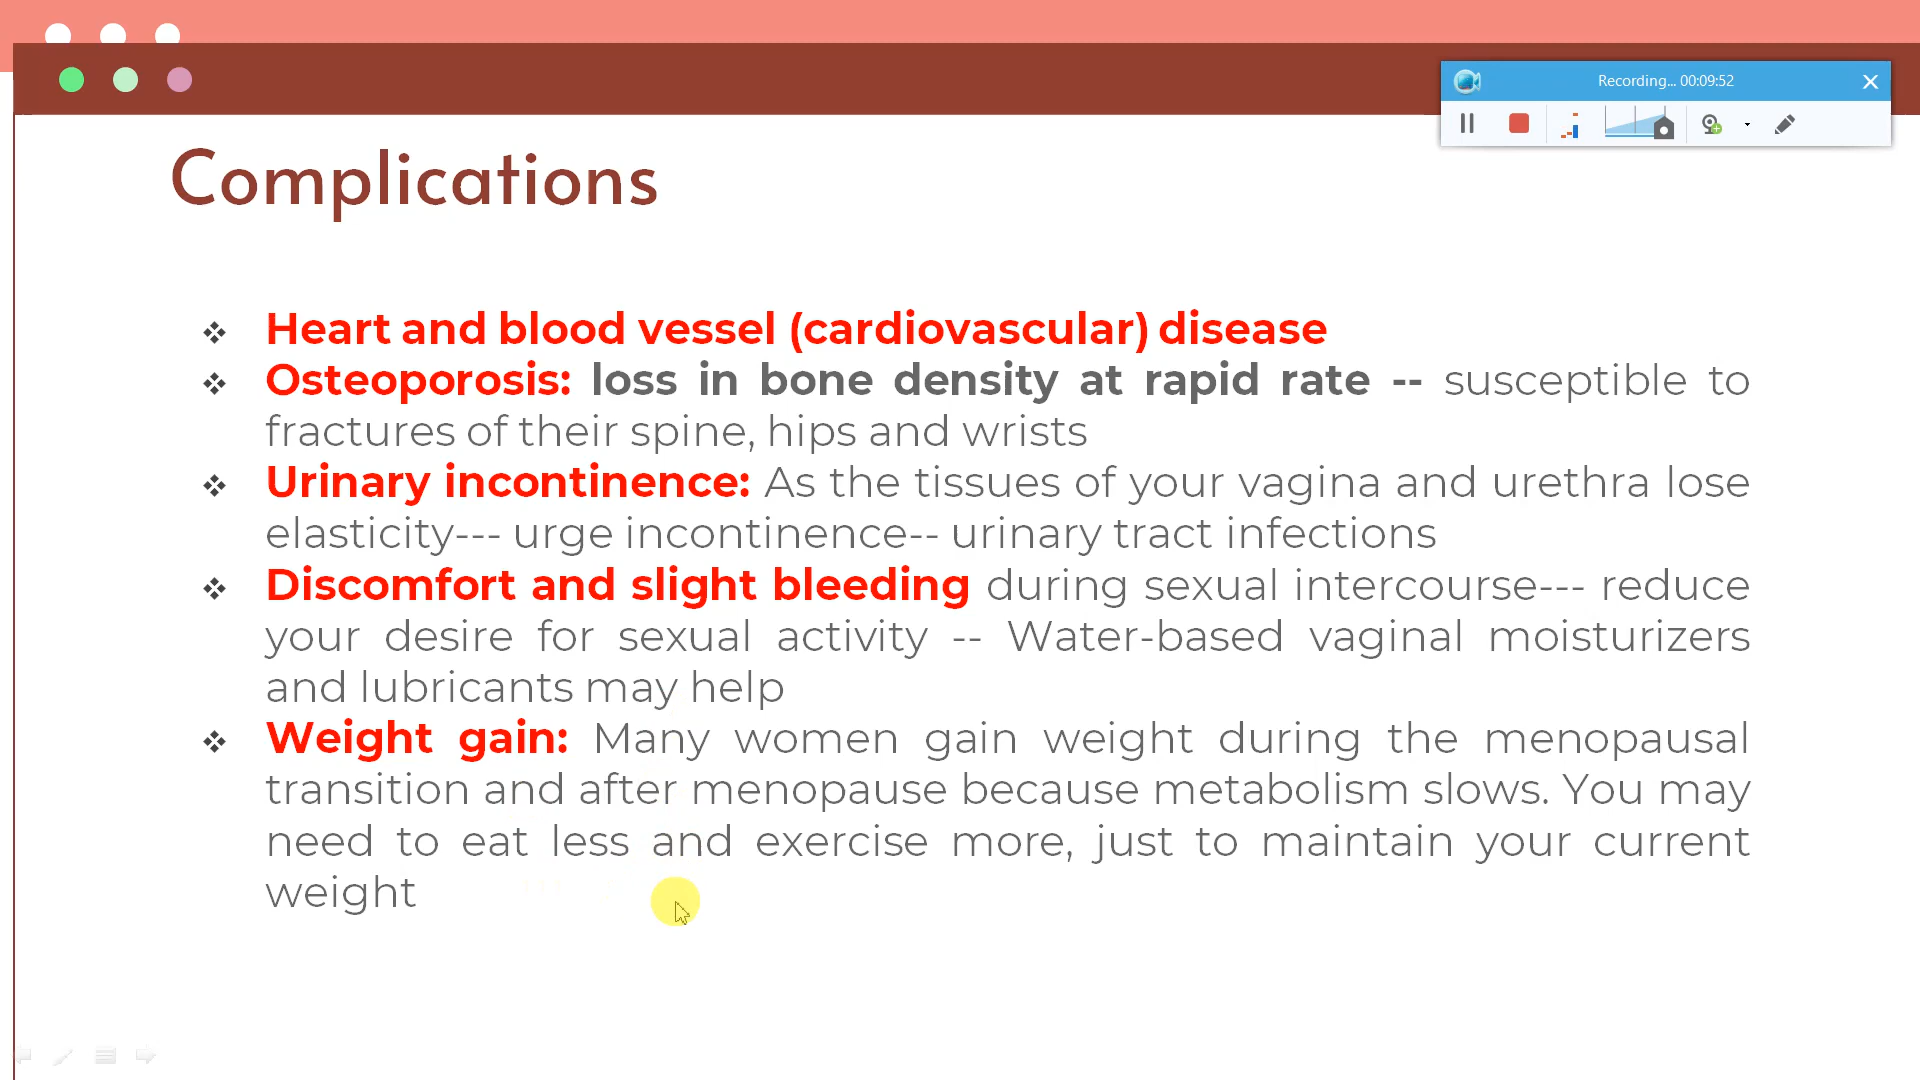 Recording... 00:09:52
Complications
❖ Heart and blood vessel (cardiovascular) disease
❖ Osteoporosis: loss in bone density at rapid rate -- susceptible to
fractures of their spine, hips and wrists
❖ Urinary incontinence: As the tissues of your vagina and urethra lose
elasticity--- urge incontinence-- urinary tract infections
❖ Discomfort and slight bleeding during sexual intercourse--- reduce
your desire for sexual activity -- Water-based vaginal moisturizers
and lubricants may help
❖ Weight gain: Many women gain weight during the menopausal
transition and after menopause because metabolism slows. You may
need to eat less and exercise more, just to maintain your current
weight